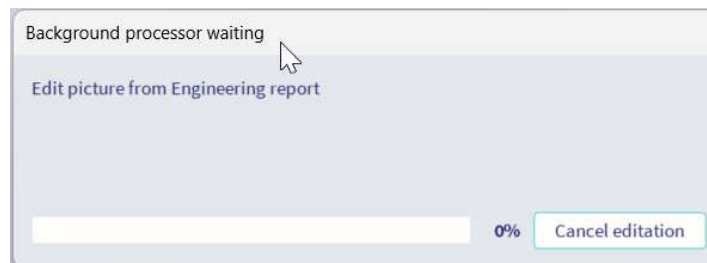 Background processor waiting
Edit picture from Engineering report
0% Cancel editation